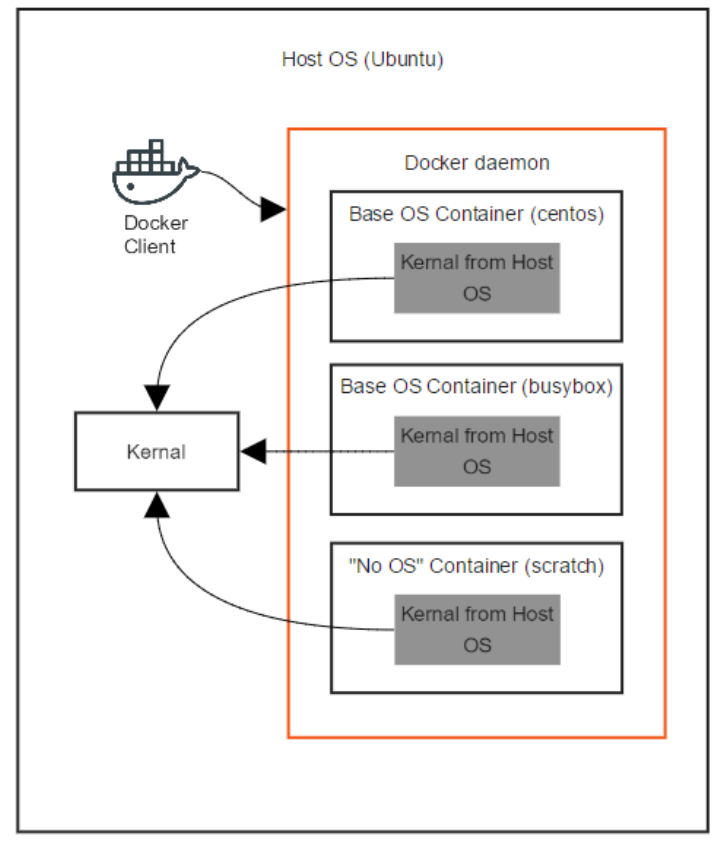 Host OS (Ubuntu)
Docker
Client
Docker daemon
Base OS Container (centos)
Kernal from Host
OS
Base OS Container (busybox)
Kernal from Host
OS
Kernal
"No OS" Container (scratch)
Kernal from Host
OS